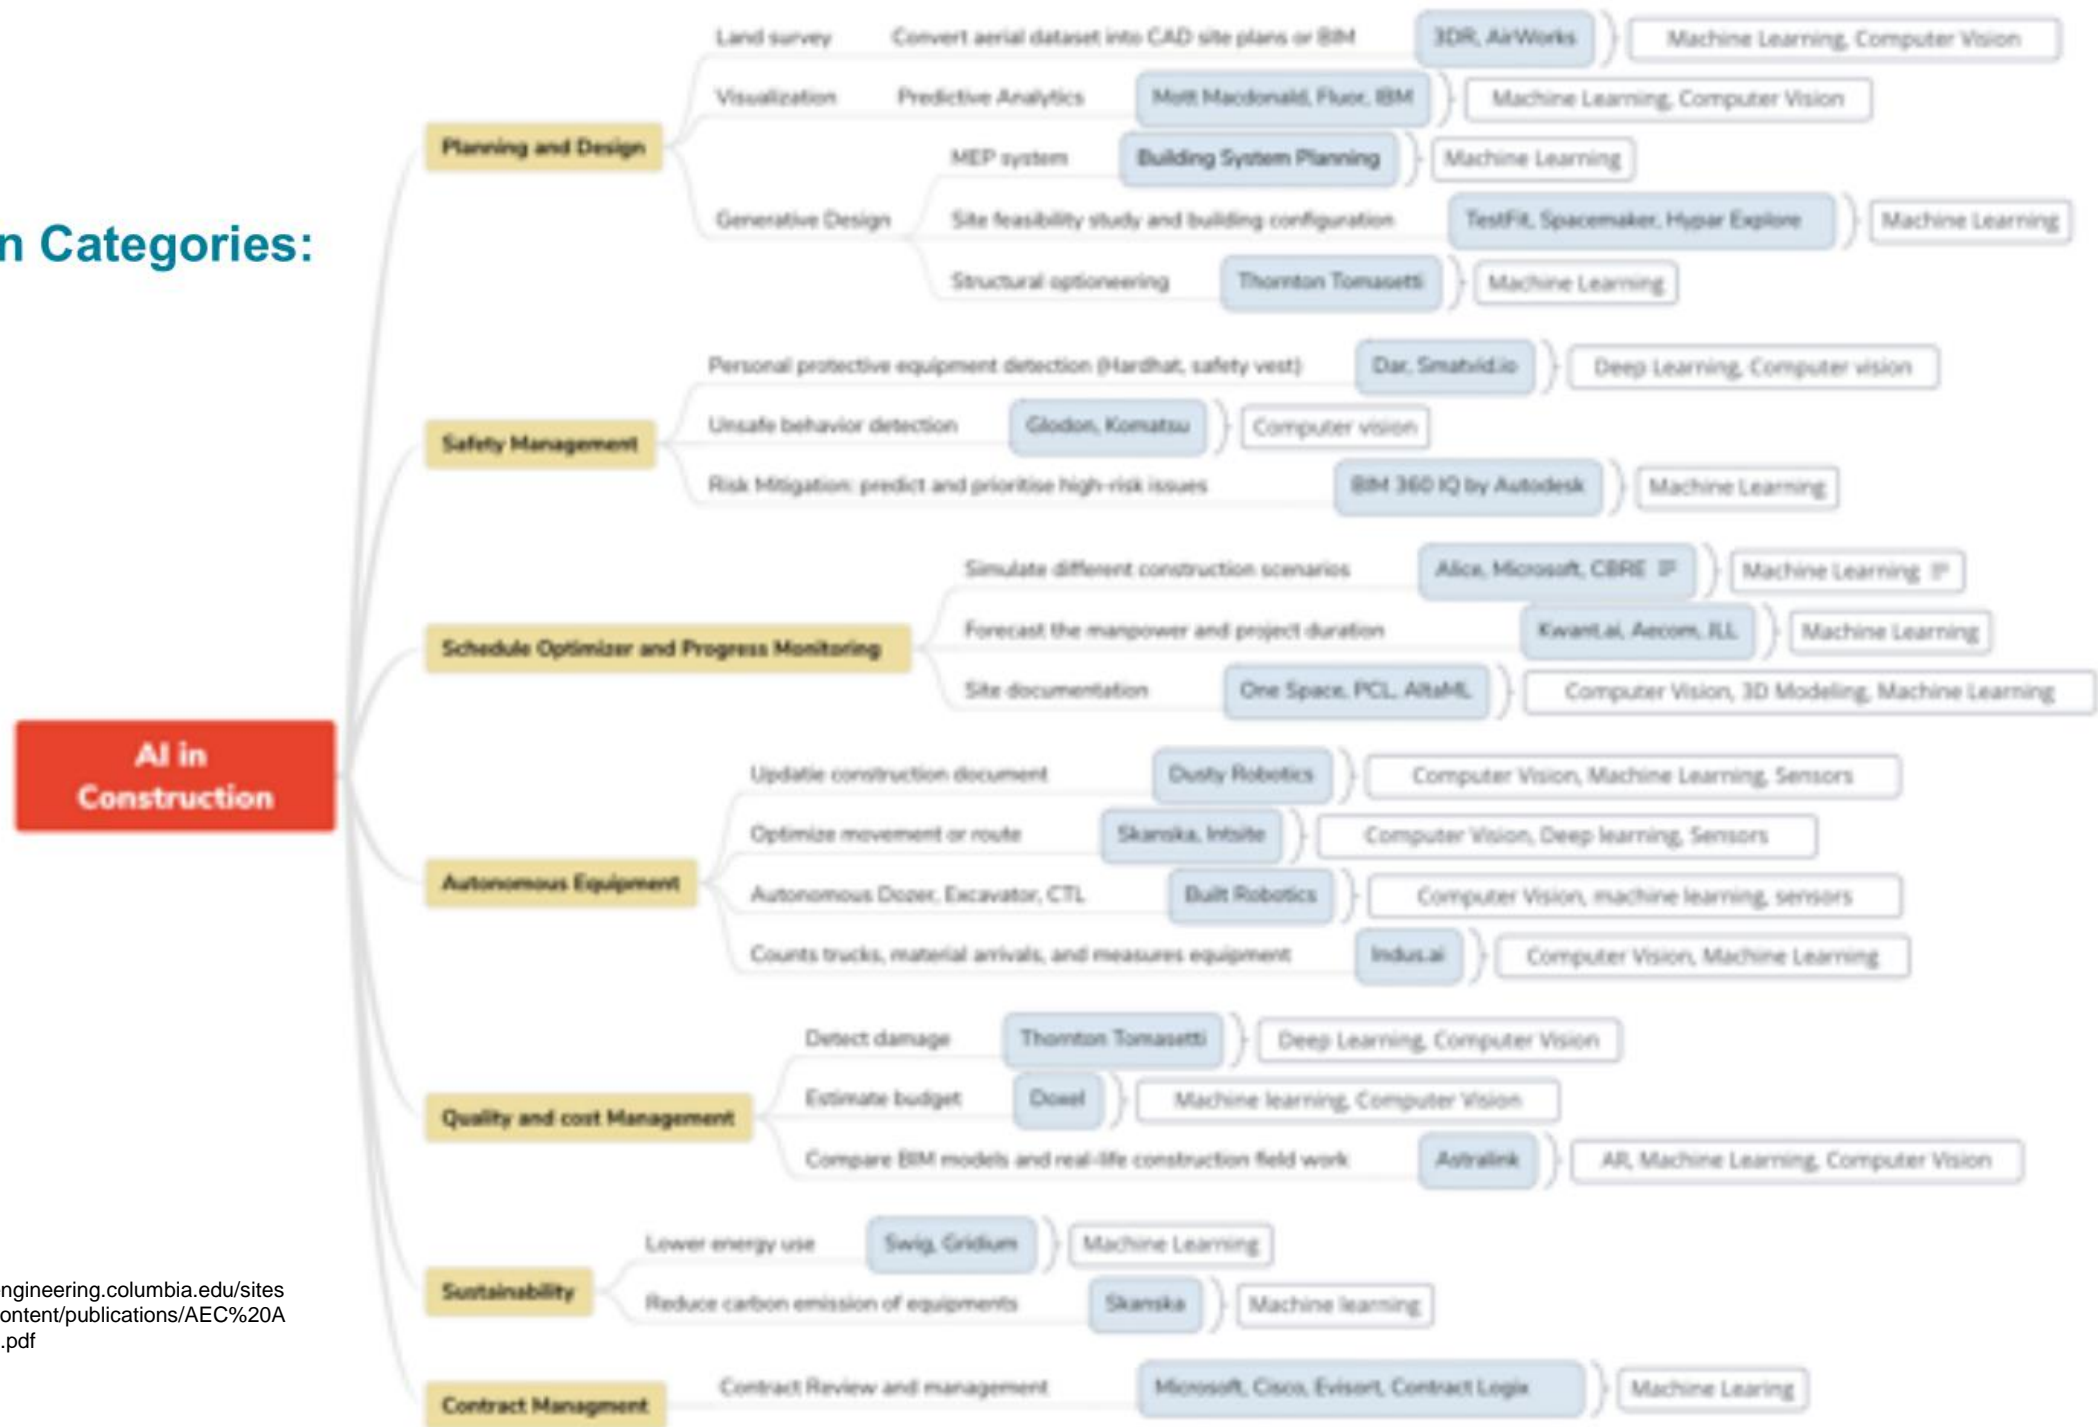 n Categories:
AI in
Construction
Planning and Design
Land survey Convert aerial dataset into CAD site plans or BIM 3DR, AirWorks Machine Learning, Computer Vision
Visualization Predictive Analytics Mott Macdonald, Fluor, IBM Machine Learning, Computer Vision
Generative Design
MEP system Building System Planning Machine Learning
Site feasibility study and building configuration TestFit, Spacemaker, Hypar Explore Machine Learning
Structural optioneering Thornton Tomasetti Machine Learning
Safety Management
Personal protective equipment detection (Hardhat, safety vest) Dar, Smatvid.io Deep Learning, Computer vision
Unsafe behavior detection Glodon, Komatsu Computer vision
Risk Mitigation: predict and prioritise high-risk issues BIM 360 IQ by Autodesk Machine Learning
Schedule Optimizer and Progress Monitoring
Simulate different construction scenarios Alice, Microsoft, CBRE Machine Learning
Forecast the manpower and project duration Kwant.ai, Aecom, JLL Machine Learning
Site documentation One Space, PCL, AltaML Computer Vision, 3D Modeling, Machine Learning
Autonomous Equipment
Updatie construction document Dusty Robotics Computer Vision, Machine Learning, Sensors
Optimize movement or route Skanska, Intsite Computer Vision, Deep learning, Sensors
Autonomous Dozer, Excavator, CTL Built Robotics Computer Vision, machine learning, sensors
Counts trucks, material arrivals, and measures equipment Indus.ai Computer Vision, Machine Learning
Quality and cost Management
Detect damage Thornton Tomasetti Deep Learning, Computer Vision
Estimate budget Doxel Machine learning, Computer Vision
Compare BIM models and real-life construction field work Astralink AR, Machine Learning, Computer Vision
Sustainability
Lower energy use Swig, Gridium Machine Learning
Reduce carbon emission of equipments Skanska Machine learning
Contract Managment
Contract Review and management Microsoft, Cisco, Evisort, Contract Logix Machine Learing
ngineering.columbia.edu/sites
ontent/publications/AEC%20A
.pdf